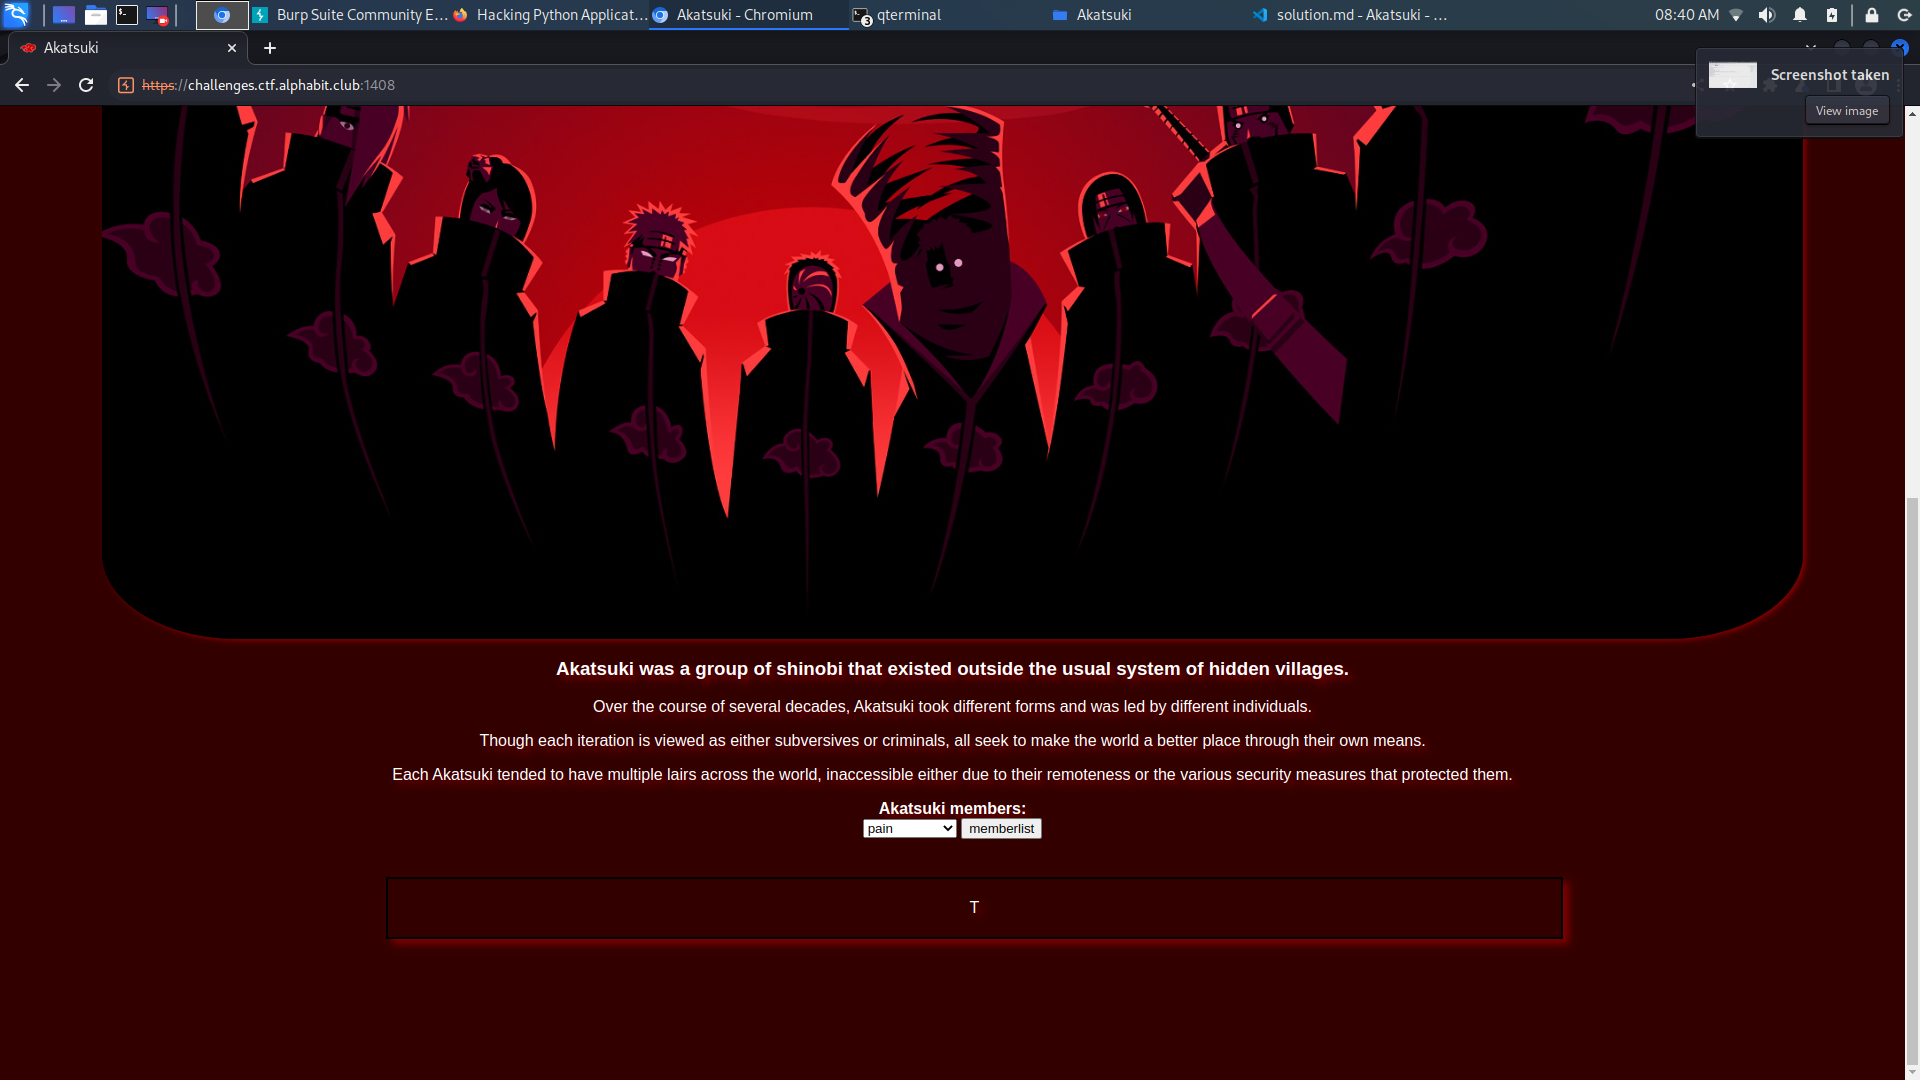 Burp Suite Community E...
Hacking Python Applicat...
Akatsuki - Chromium
3
qterminal
Akatsuki
solution.md - Akatsuki - ...
08:40 AM
Akatsuki
Screenshot taken
https://challenges.ctf.alphabit.club:1408
View image
Akatsuki was a group of shinobi that existed outside the usual system of hidden villages.
Over the course of several decades, Akatsuki took different forms and was led by different individuals.
Though each iteration is viewed as either subversives or criminals, all seek to make the world a better place through their own means.
Each Akatsuki tended to have multiple lairs across the world, inaccessible either due to their remoteness or the various security measures that protected them.
Akatsuki members:
pain memberlist
T